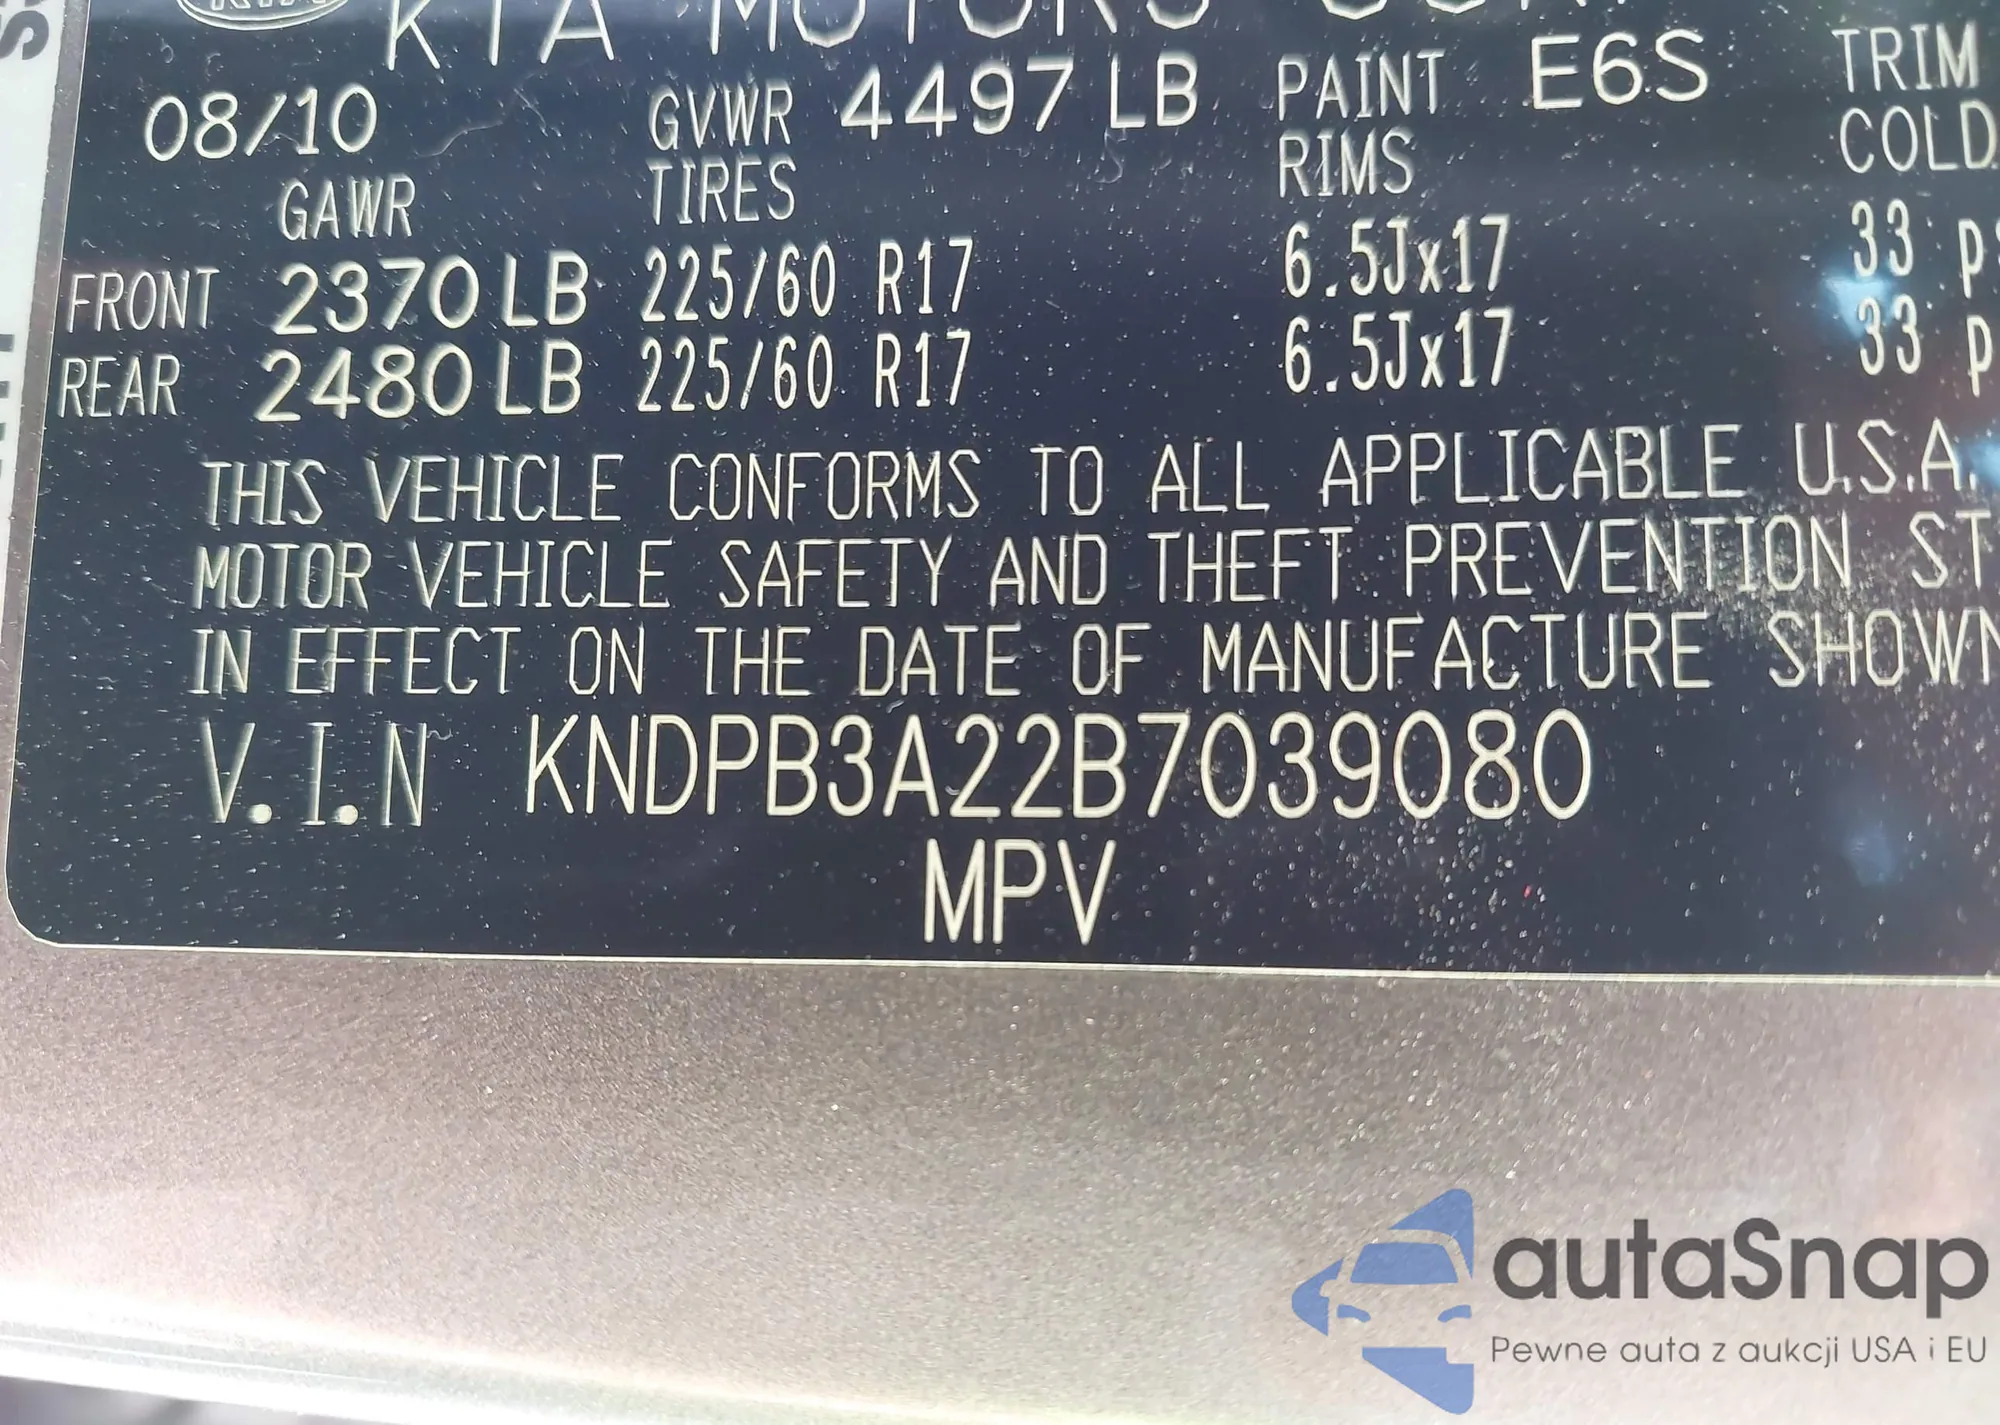 KIA MOTORS
08/10 GVWR 4497 LB PAINT E6S TRIM
GAWR TIRES RIMS COLD
FRONT 2370 LB 225/60 R17 6.5Jx17 33
REAR 2480 LB 225/60 R17 6.5Jx17 33
THIS VEHICLE CONFORMS TO ALL APPLICABLE U.S.A.
MOTOR VEHICLE SAFETY AND THEFT PREVENTION ST
IN EFFECT ON THE DATE OF MANUFACTURE SHOWN
V.I.N KNDPB3A22B7039080
MPV
autaSnap
Pewne auta z aukcji USA i EU